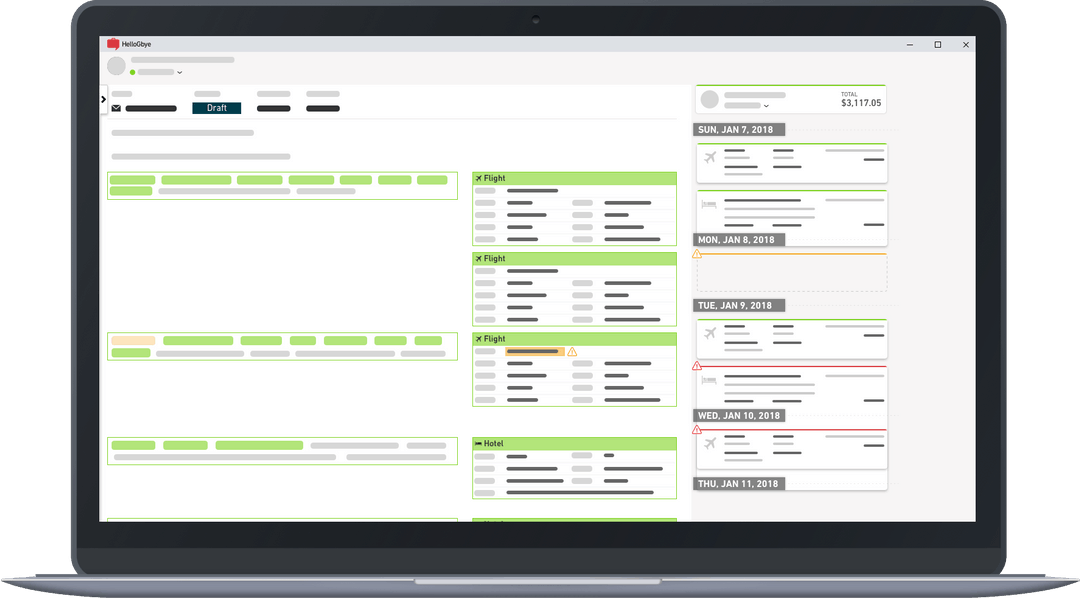 HelloGbye
Draft
TOTAL
$3,117.05
SUN, JAN 7, 2018
Flight
MON, JAN 8, 2018
Flight
TUE, JAN 9, 2018
Flight
WED, JAN 10, 2018
Hotel
THU, JAN 11, 2018